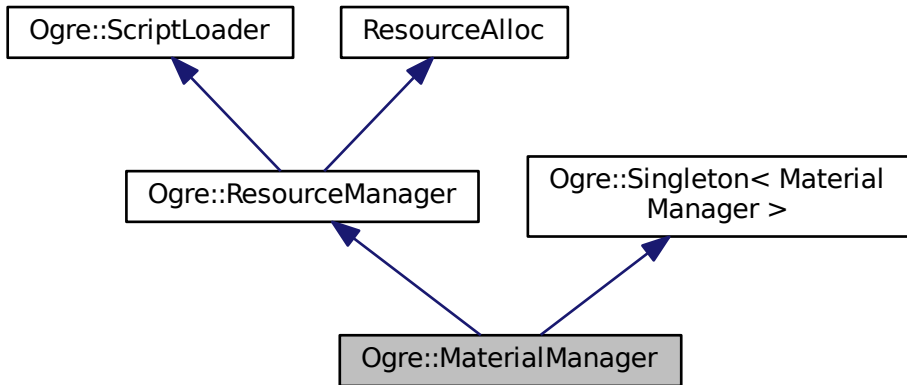 Ogre::ScriptLoader
ResourceAlloc
Ogre::ResourceManager
Ogre::Singleton< Material
Manager >
Ogre::MaterialManager